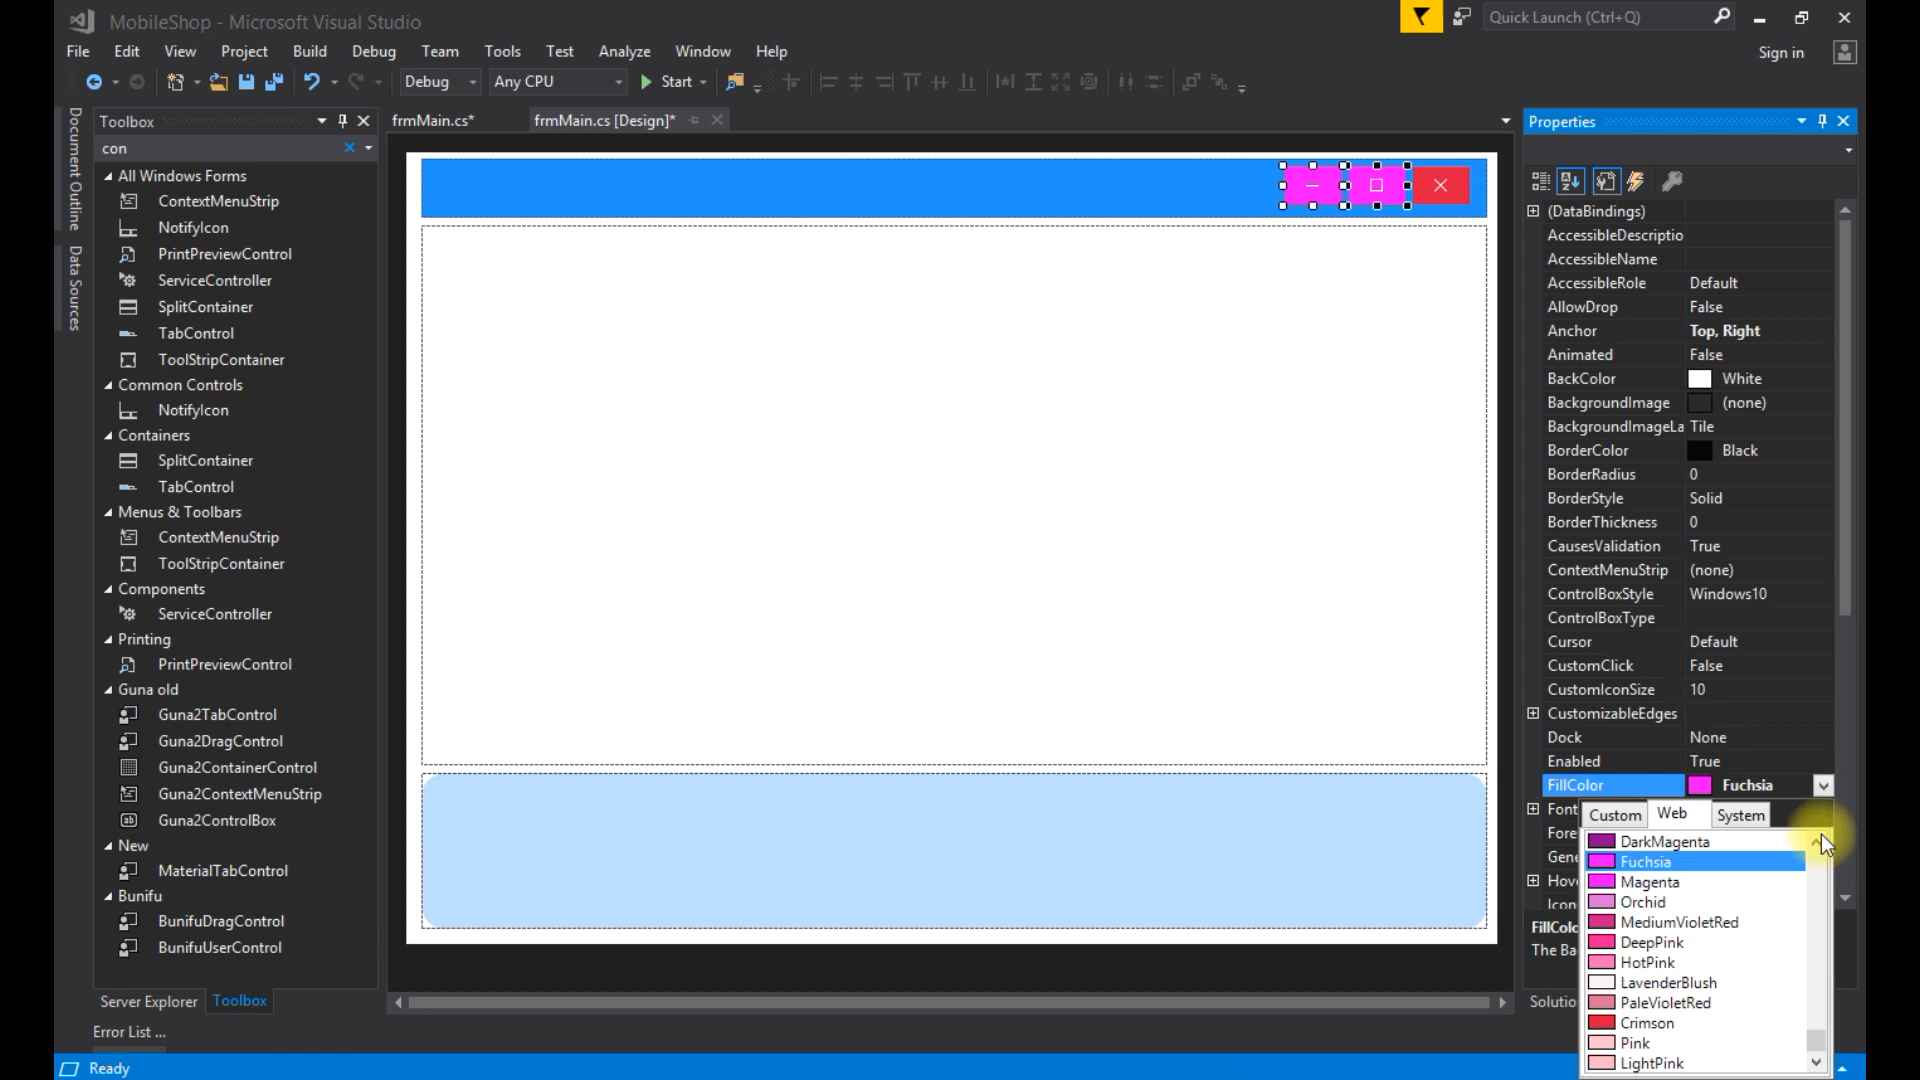 MobileShop - Microsoft Visual Studio
Quick Launch (Ctrl+Q)
File Edit View Project Build Debug Team Tools Test Analyze Window Help
Sign in
Debug Any CPU Start
Document Outline
Data Sources
Toolbox
con
All Windows Forms
ContextMenuStrip
NotifyIcon
PrintPreviewControl
ServiceController
SplitContainer
TabControl
ToolStripContainer
Common Controls
NotifyIcon
Containers
SplitContainer
TabControl
Menus & Toolbars
ContextMenuStrip
ToolStripContainer
Components
ServiceController
Printing
PrintPreviewControl
Guna old
Guna2TabControl
Guna2DragControl
Guna2ContainerControl
Guna2ContextMenuStrip
Guna2ControlBox
New
MaterialTabControl
Bunifu
BunifuDragControl
BunifuUserControl
Server Explorer Toolbox
Error List ...
Ready
frmMain.cs* frmMain.cs [Design]*
Properties
(DataBindings)
AccessibleDescriptio
AccessibleName
AccessibleRole Default
AllowDrop False
Anchor Top, Right
Animated False
BackColor White
BackgroundImage (none)
BackgroundImageLa Tile
BorderColor Black
BorderRadius 0
BorderStyle Solid
BorderThickness 0
CausesValidation True
ContextMenuStrip (none)
ControlBoxStyle Windows10
ControlBoxType
Cursor Default
CustomClick False
CustomIconSize 10
CustomizableEdges
Dock None
Enabled True
FillColor Fuchsia
Font
Fore
Gene
Hove
Icon
FillColo
The Ba
Solutio
Custom Web System
DarkMagenta
Fuchsia
Magenta
Orchid
MediumVioletRed
DeepPink
HotPink
LavenderBlush
PaleVioletRed
Crimson
Pink
LightPink